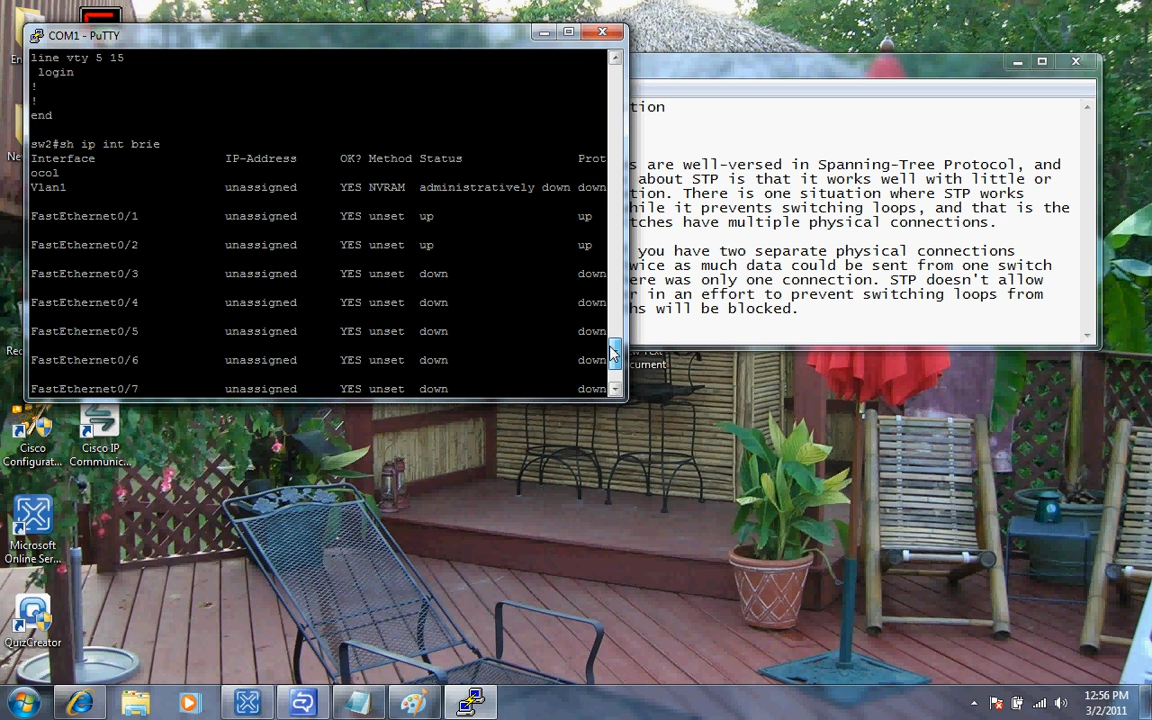 COM1 - PuTTY
line vty 5 15
login
!
!
end
sw2#sh ip int brie
Interface IP-Address OK? Method Status Prot
ocol
Vlan1 unassigned YES NVRAM administratively down down
FastEthernet0/1 unassigned YES unset up up
FastEthernet0/2 unassigned YES unset up up
FastEthernet0/3 unassigned YES unset down down
FastEthernet0/4 unassigned YES unset down down
FastEthernet0/5 unassigned YES unset down down
FastEthernet0/6 unassigned YES unset down down
FastEthernet0/7 unassigned YES unset down down
tion
s are well-versed in Spanning-Tree Protocol, and
about STP is that it works well with little or
tion. There is one situation where STP works
hile it prevents switching loops, and that is the
tches have multiple physical connections.
you have two separate physical connections
wice as much data could be sent from one switch
ere was only one connection. STP doesn't allow
r in an effort to prevent switching loops from
hs will be blocked.
Text
ocument
Cisco
Configurat...
Cisco IP
Communic...
Microsoft
Online Ser...
QuizCreator
12:56 PM
3/2/2011